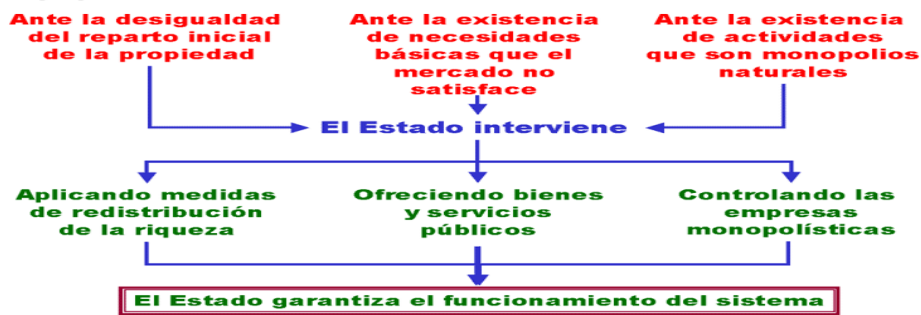 Ante la desigualdad
del reparto inicial
de la propiedad
Ante la existencia
de necesidades
básicas que el
mercado no
satisface
Ante la existencia
de actividades
que son monopolios
naturales
El Estado interviene
Aplicando medidas
de redistribución
de la riqueza
Ofreciendo bienes
y servicios
públicos
Controlando las
empresas
monopolísticas
El Estado garantiza el funcionamiento del sistema